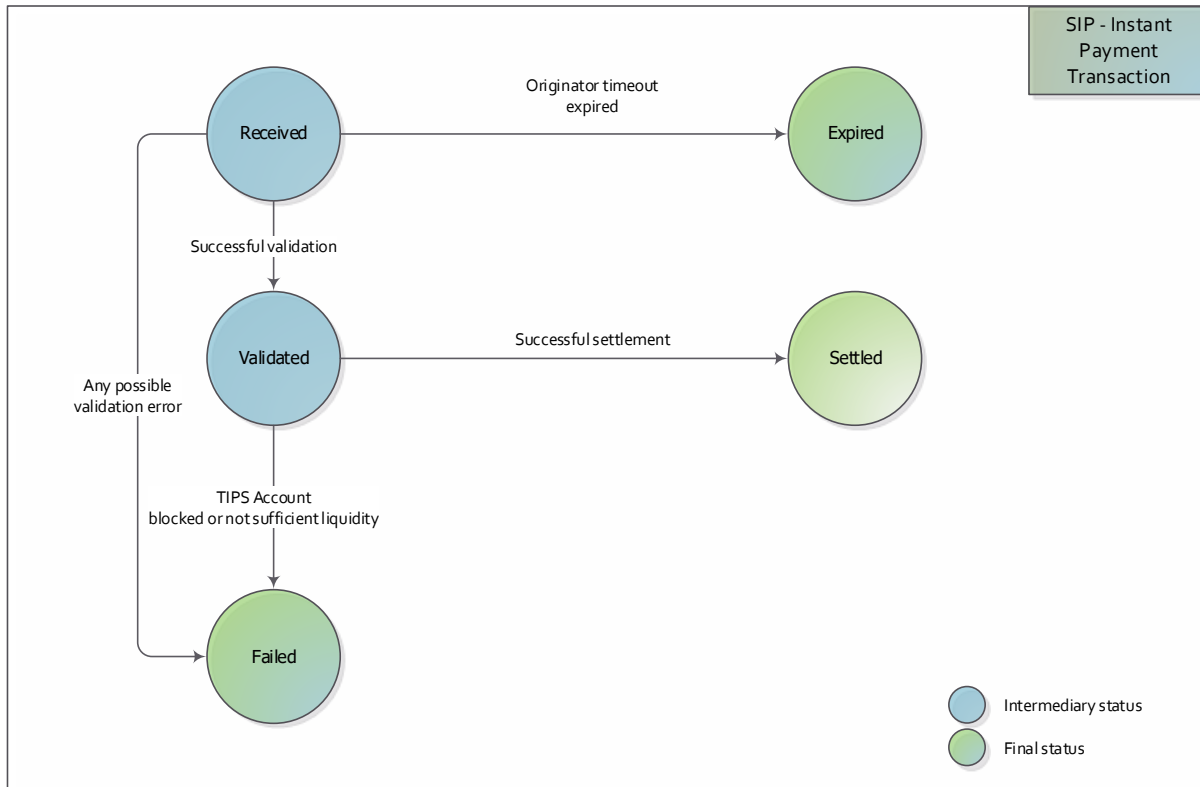 SIP - Instant
Payment
Transaction
Originator timeout
expired
Received
Expired
Successful validation
Successful settlement
Validated
Settled
Any possible
validation error
TIPS Account
blocked or not sufficient liquidity
Failed
Intermediary status
Final status